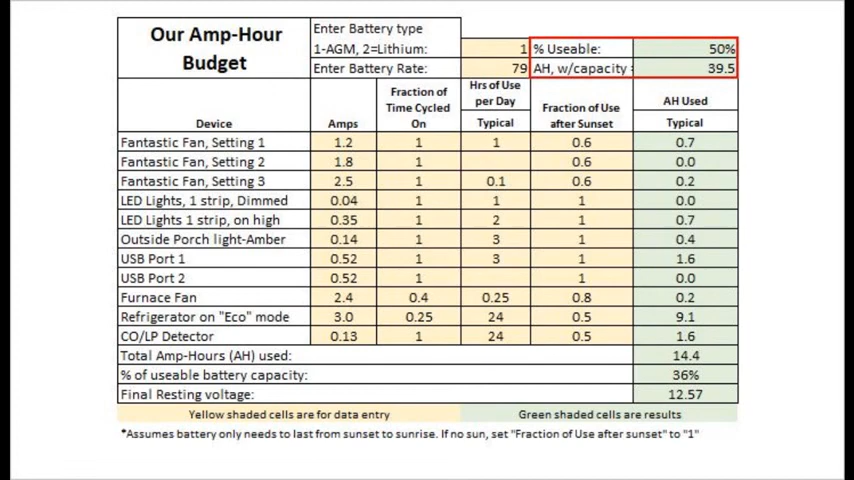 Our Amp-Hour Budget
Enter Battery type
1-AGM, 2=Lithium: 1 % Useable: 50%
Enter Battery Rate: 79 AH, w/capacity = 39.5
Device Amps Fraction of Time Cycled On Hrs of Use per Day Typical Fraction of Use after Sunset AH Used Typical
Fantastic Fan, Setting 1 1.2 1 1 0.6 0.7
Fantastic Fan, Setting 2 1.8 1 0.6 0.0
Fantastic Fan, Setting 3 2.5 1 0.1 0.6 0.2
LED Lights, 1 strip, Dimmed 0.04 1 1 1 0.0
LED Lights 1 strip, on high 0.35 1 2 1 0.7
Outside Porch light-Amber 0.14 1 3 1 0.4
USB Port 1 0.52 1 3 1 1.6
USB Port 2 0.52 1 1 0.0
Furnace Fan 2.4 0.4 0.25 0.8 0.2
Refrigerator on "Eco" mode 3.0 0.25 24 0.5 9.1
CO/LP Detector 0.13 1 24 0.5 1.6
Total Amp-Hours (AH) used: 14.4
% of useable battery capacity: 36%
Final Resting voltage: 12.57
Yellow shaded cells are for data entry Green shaded cells are results
*Assumes battery only needs to last from sunset to sunrise. If no sun, set "Fraction of Use after sunset" to "1"